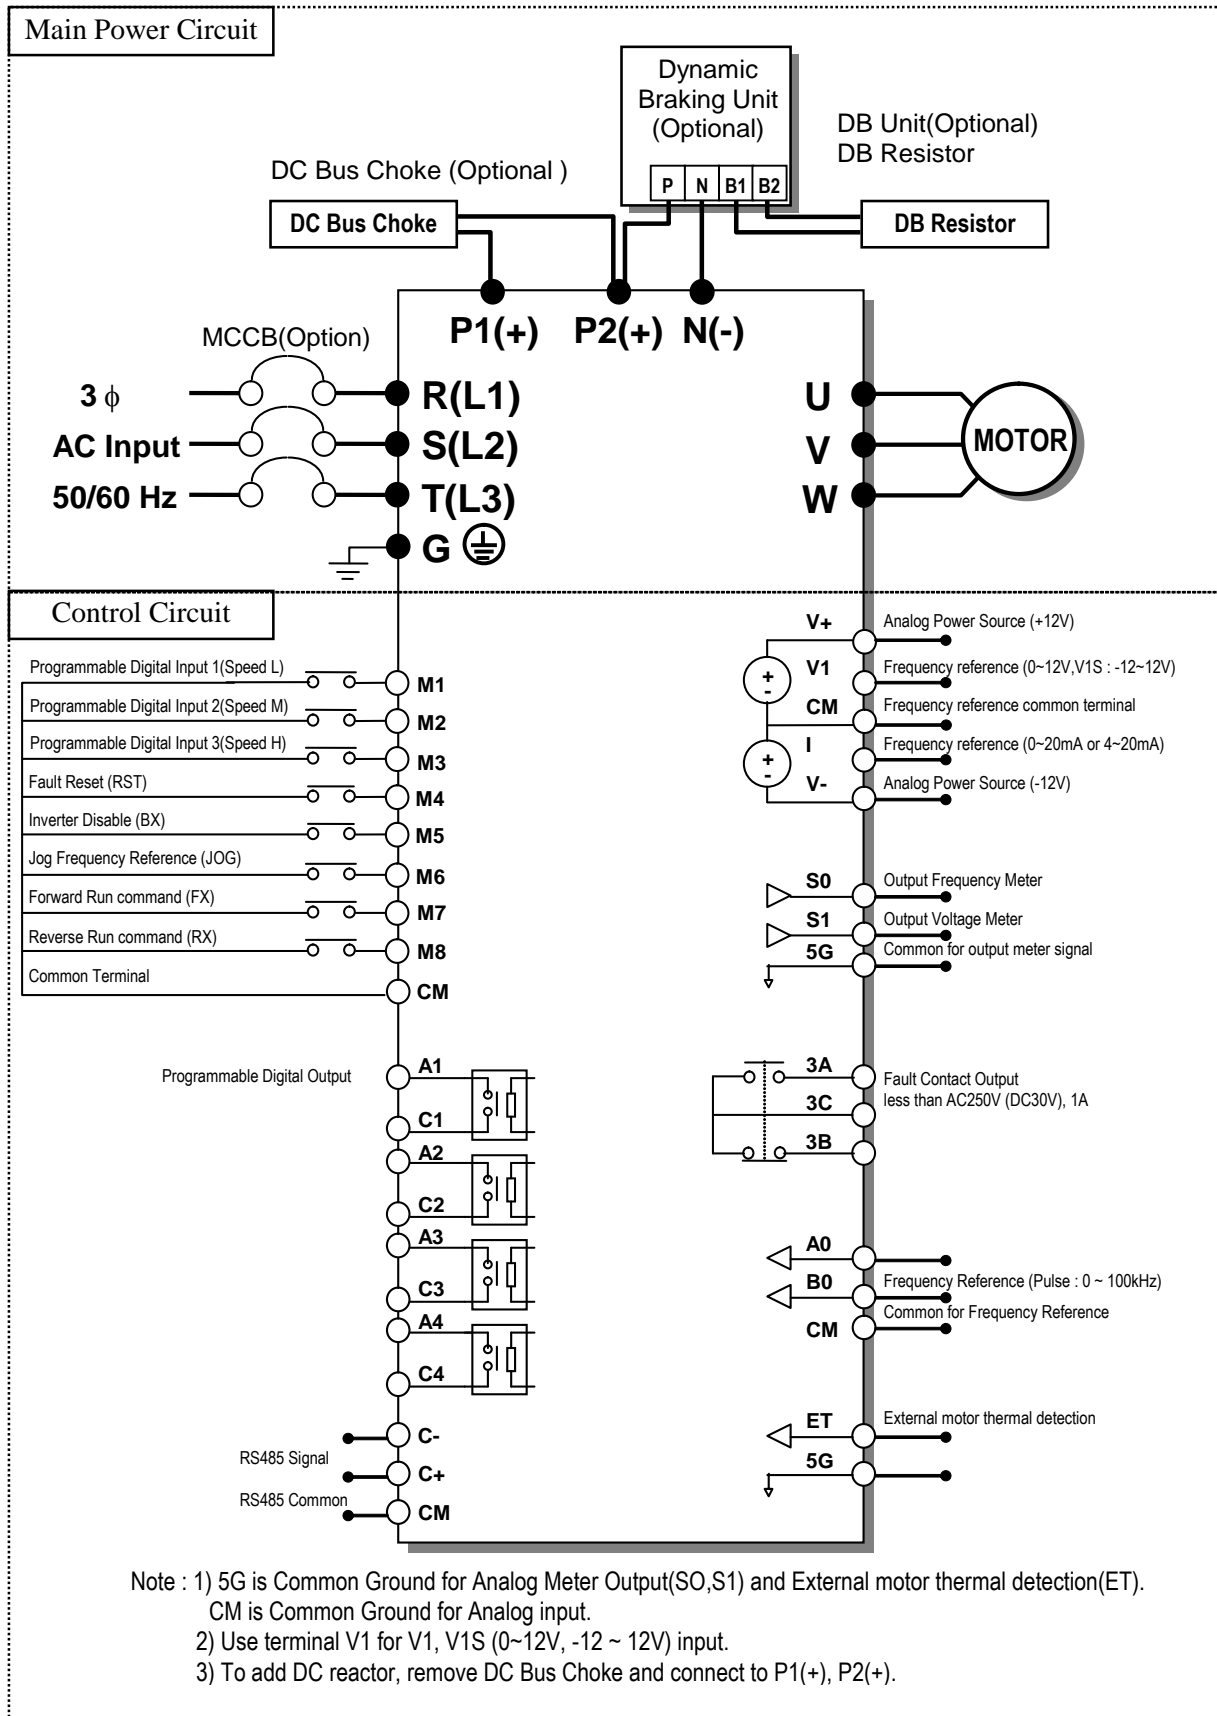 Main Power Circuit
Dynamic
Braking Unit
(Optional)
P N B1 B2
DB Unit(Optional)
DB Resistor
DC Bus Choke (Optional )
DC Bus Choke
DB Resistor
P1(+) P2(+) N(-)
MCCB(Option)
3 ϕ
R(L1)
U
AC Input
S(L2)
V
MOTOR
50/60 Hz
T(L3)
W
G
Control Circuit
Programmable Digital Input 1(Speed L)
M1
Programmable Digital Input 2(Speed M)
M2
Programmable Digital Input 3(Speed H)
M3
Fault Reset (RST)
M4
Inverter Disable (BX)
M5
Jog Frequency Reference (JOG)
M6
Forward Run command (FX)
M7
Reverse Run command (RX)
M8
Common Terminal
CM
V+
Analog Power Source (+12V)
+
-
V1
Frequency reference (0~12V,V1S : -12~12V)
CM
Frequency reference common terminal
+
-
I
Frequency reference (0~20mA or 4~20mA)
V-
Analog Power Source (-12V)
S0
Output Frequency Meter
S1
Output Voltage Meter
5G
Common for output meter signal
Programmable Digital Output
A1
C1
A2
C2
A3
C3
A4
C4
3A
Fault Contact Output
less than AC250V (DC30V), 1A
3C
3B
A0
B0
Frequency Reference (Pulse : 0 ~ 100kHz)
Common for Frequency Reference
CM
ET
External motor thermal detection
5G
C-
RS485 Signal
C+
RS485 Common
CM
Note : 1) 5G is Common Ground for Analog Meter Output(SO,S1) and External motor thermal detection(ET).
CM is Common Ground for Analog input.
2) Use terminal V1 for V1, V1S (0~12V, -12 ~ 12V) input.
3) To add DC reactor, remove DC Bus Choke and connect to P1(+), P2(+).